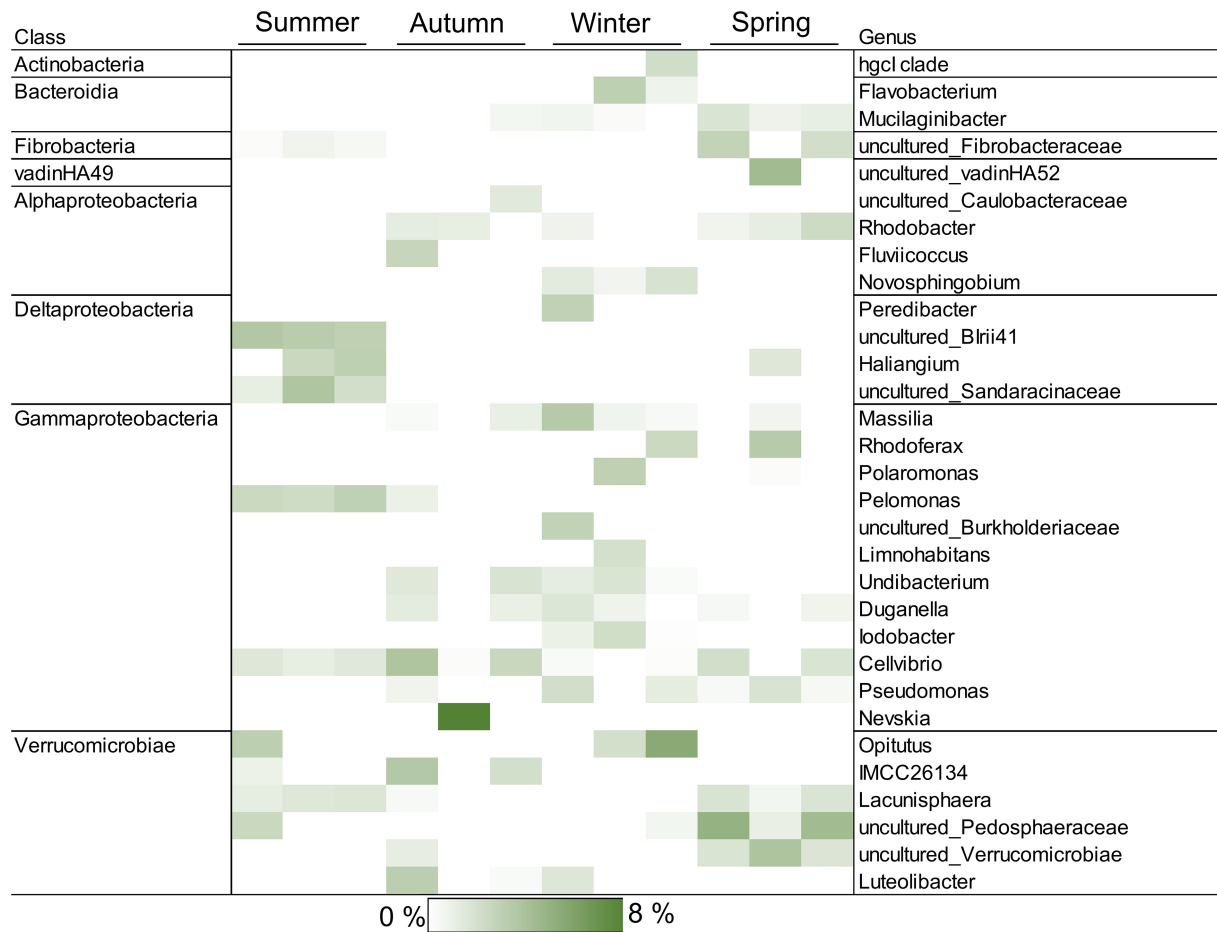 Summer Autumn Winter Spring
Class Genus
Actinobacteria hgcI clade
Bacteroidia Flavobacterium
Mucilaginibacter
Fibrobacteria uncultured_Fibrobacteraceae
vadinHA49 uncultured_vadinHA52
Alphaproteobacteria uncultured_Caulobacteraceae
Rhodobacter
Fluviicoccus
Novosphingobium
Deltaproteobacteria Peredibacter
uncultured_BIrii41
Haliangium
uncultured_Sandaracinaceae
Gammaproteobacteria Massilia
Rhodoferax
Polaromonas
Pelomonas
uncultured_Burkholderiaceae
Limnohabitans
Undibacterium
Duganella
Iodobacter
Cellvibrio
Pseudomonas
Nevskia
Verrucomicrobiae Opitutus
IMCC26134
Lacunisphaera
uncultured_Pedosphaeraceae
uncultured_Verrucomicrobiae
Luteolibacter
0 % 8 %